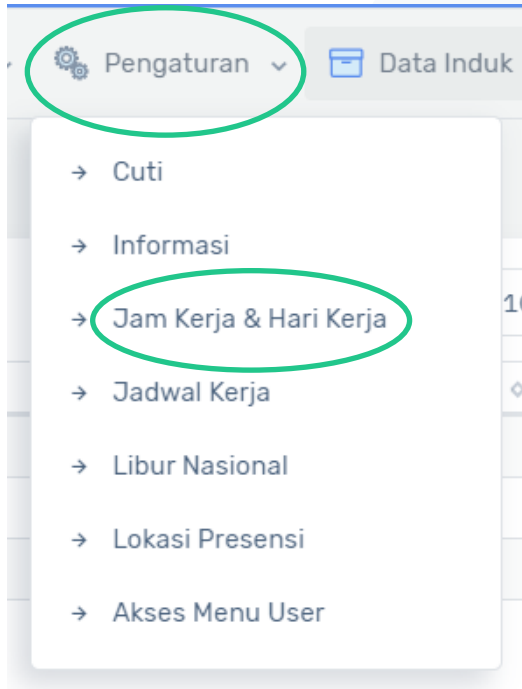 Pengaturan Data Induk
Cuti
Informasi
Jam Kerja & Hari Kerja
Jadwal Kerja
Libur Nasional
Lokasi Presensi
Akses Menu User